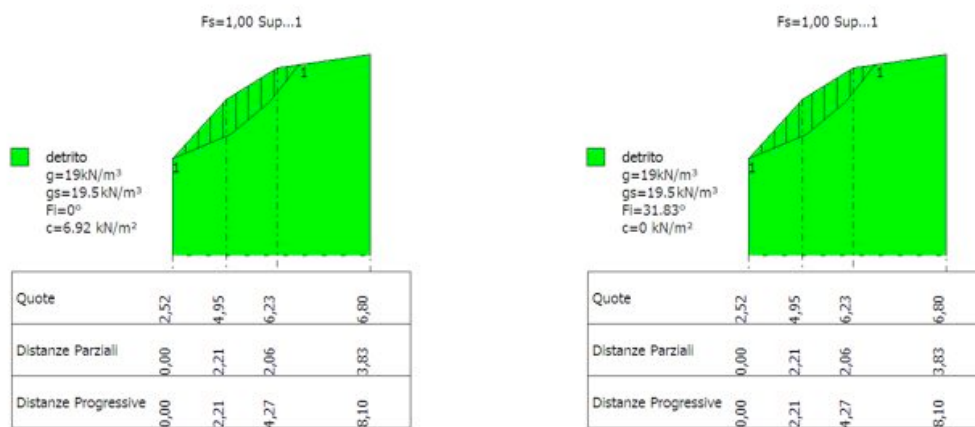 Fs=1,00 Sup...1
1
1
detrito
g=19kN/m³
gs=19.5kN/m³
Fi=0°
c=6.92 kN/m²
Quote 2,52 4,95 6,23 6,80
Distanze Parziali 0,00 2,21 2,06 3,83
Distanze Progressive 0,00 2,21 4,27 8,10
Fs=1,00 Sup...1
1
1
detrito
g=19kN/m³
gs=19.5kN/m³
Fi=31.83°
c=0 kN/m²
Quote 2,52 4,95 6,23 6,80
Distanze Parziali 0,00 2,21 2,06 3,83
Distanze Progressive 0,00 2,21 4,27 8,10